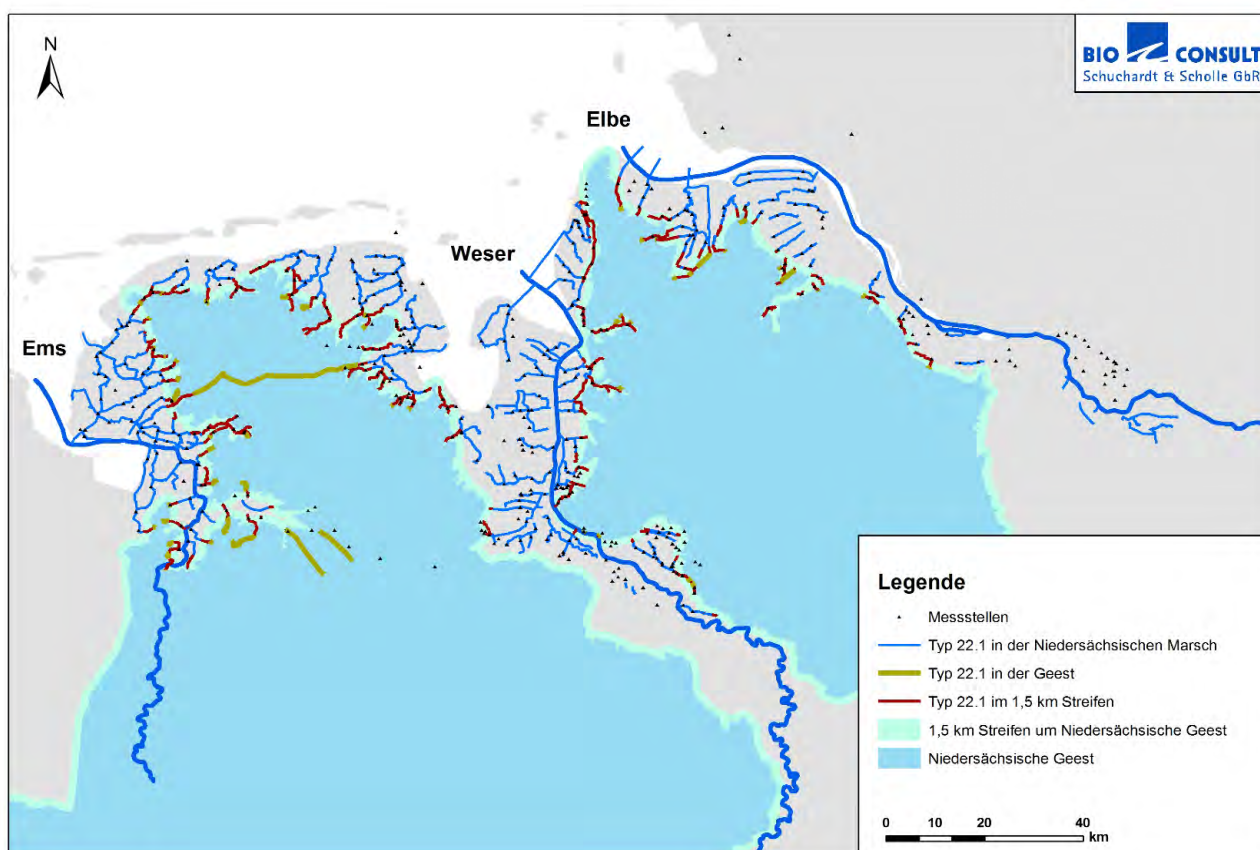 BIO CONSULT
Schuchardt & Scholle GbR
N
Elbe
Weser
Ems
Legende
Messstellen
Typ 22.1 in der Niedersächsischen Marsch
Typ 22.1 in der Geest
Typ 22.1 im 1,5 km Streifen
1,5 km Streifen um Niedersächsische Geest
Niedersächsische Geest
0 10 20 40
km